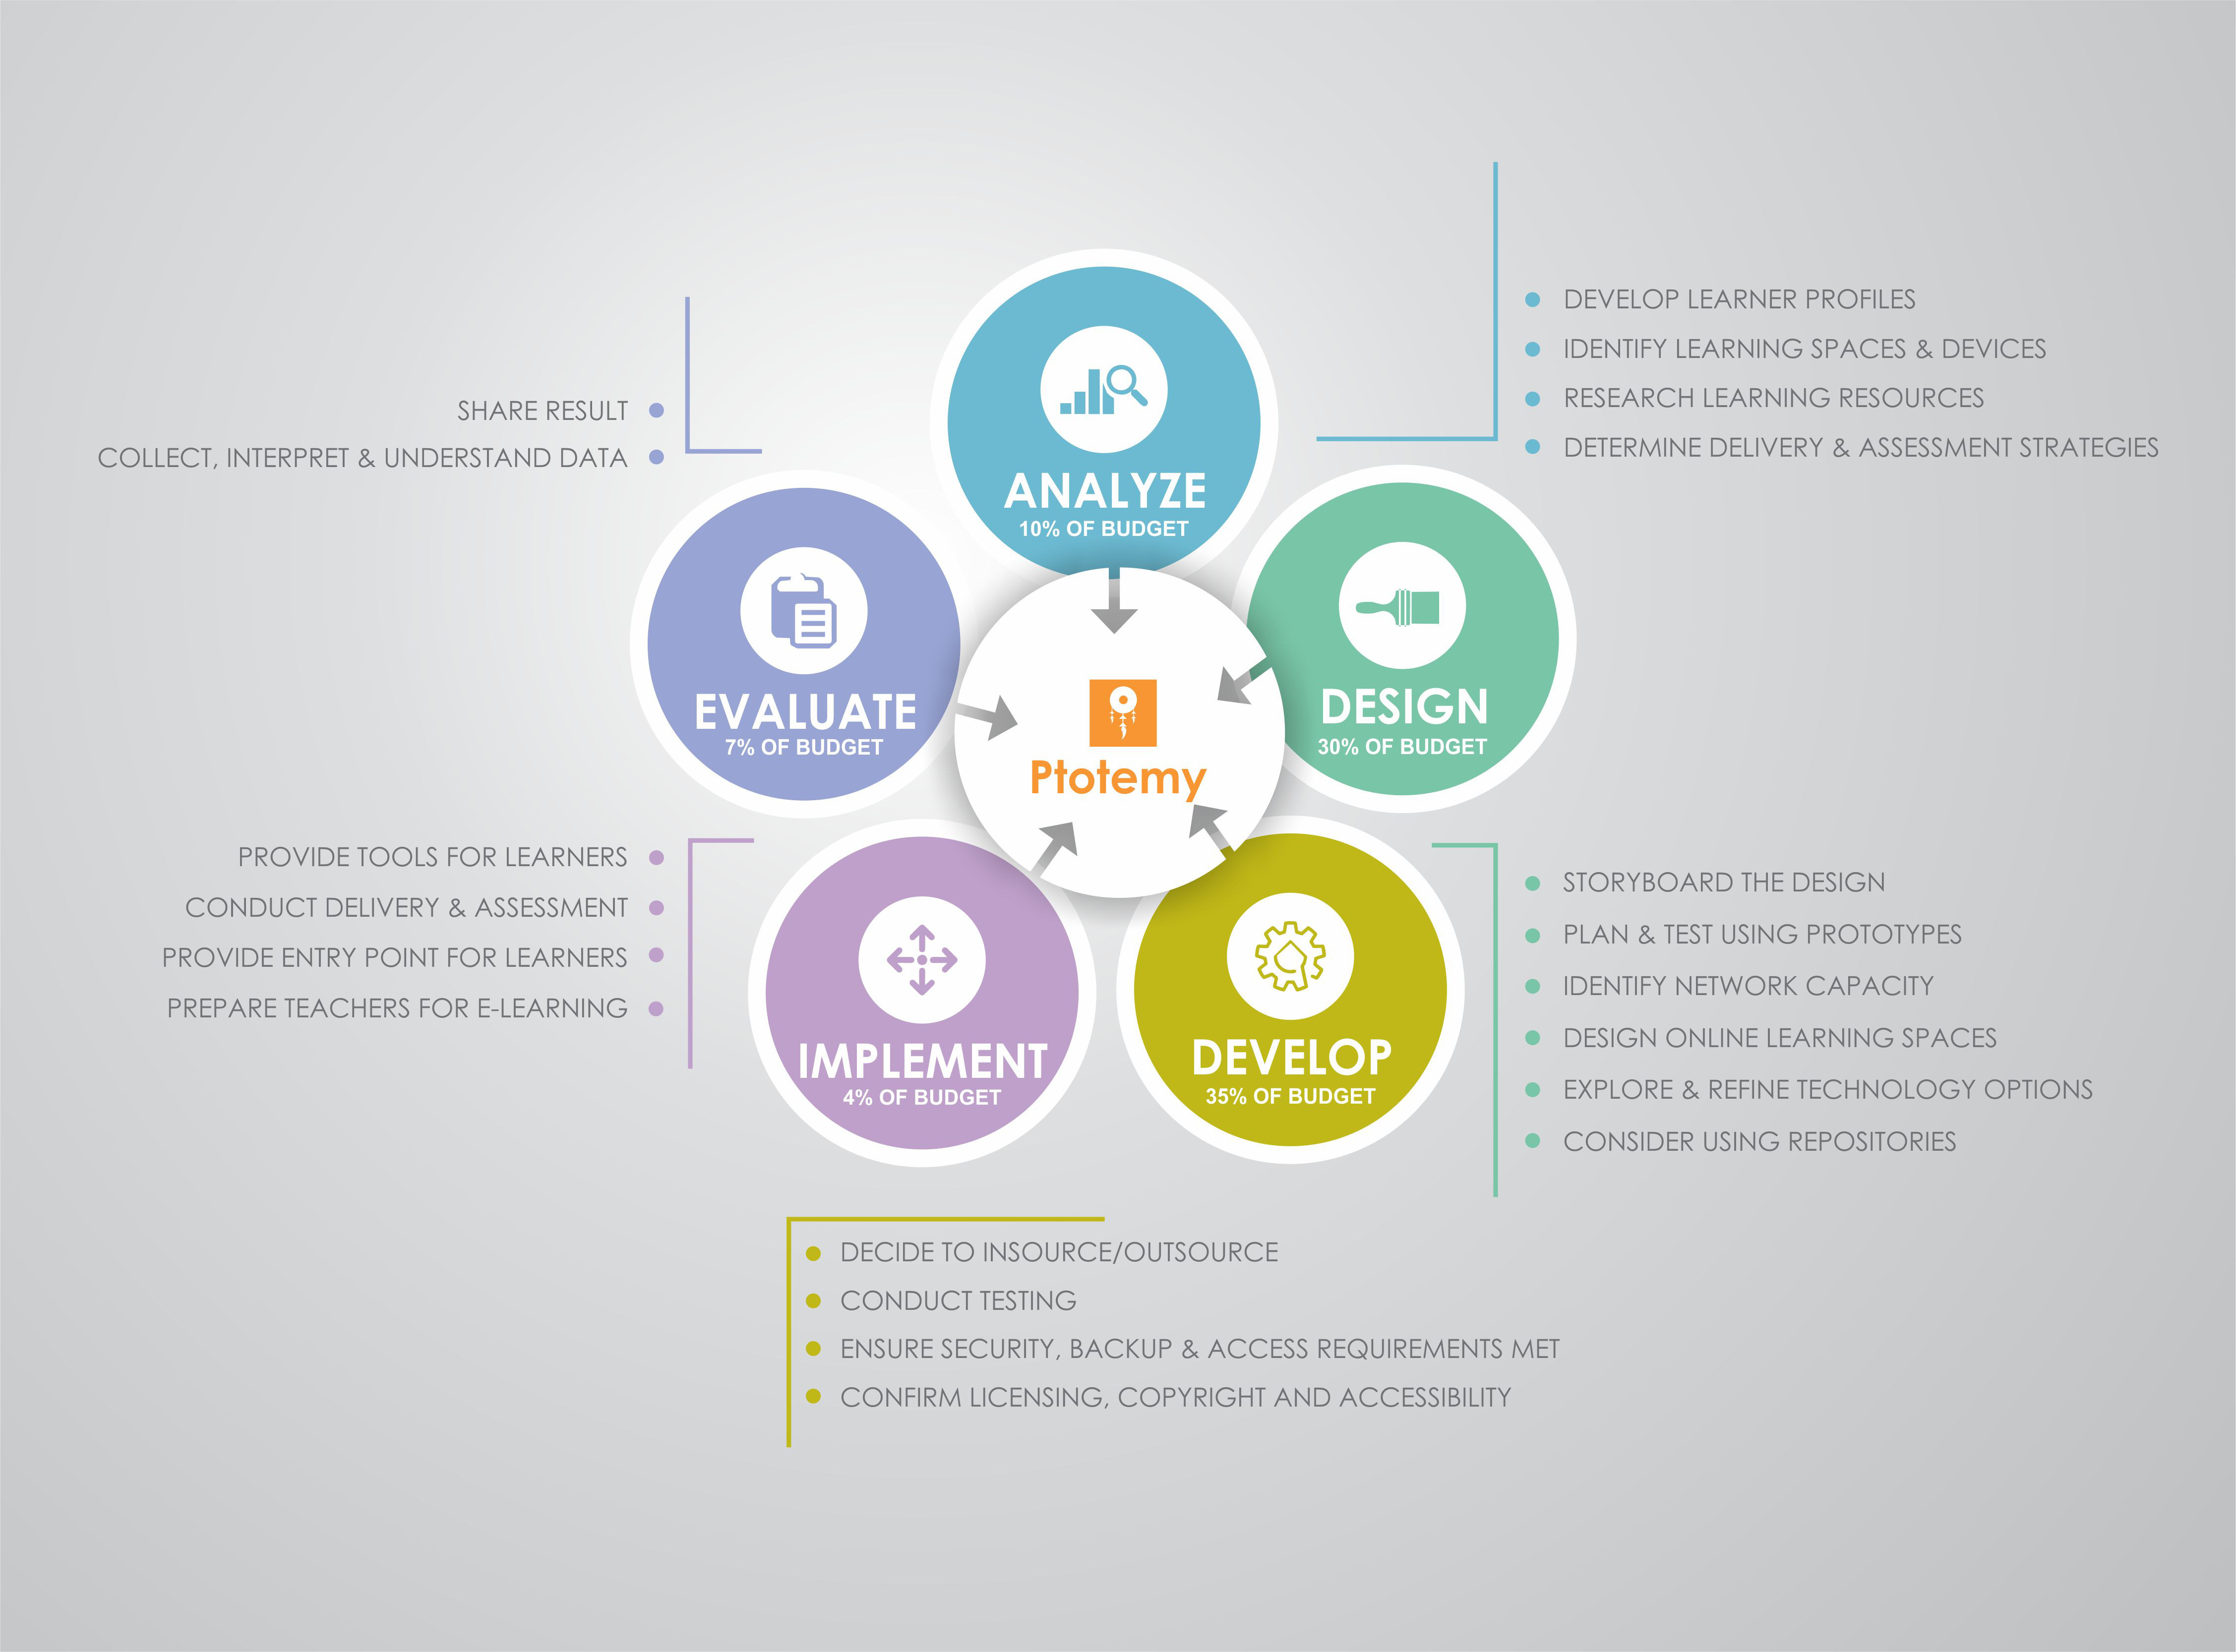 ANALYZE
10% OF BUDGET
DEVELOP LEARNER PROFILES
IDENTIFY LEARNING SPACES & DEVICES
RESEARCH LEARNING RESOURCES
DETERMINE DELIVERY & ASSESSMENT STRATEGIES
SHARE RESULT
COLLECT, INTERPRET & UNDERSTAND DATA
EVALUATE
7% OF BUDGET
Ptotemy
DESIGN
30% OF BUDGET
PROVIDE TOOLS FOR LEARNERS
CONDUCT DELIVERY & ASSESSMENT
PROVIDE ENTRY POINT FOR LEARNERS
PREPARE TEACHERS FOR E-LEARNING
IMPLEMENT
4% OF BUDGET
DEVELOP
35% OF BUDGET
STORYBOARD THE DESIGN
PLAN & TEST USING PROTOTYPES
IDENTIFY NETWORK CAPACITY
DESIGN ONLINE LEARNING SPACES
EXPLORE & REFINE TECHNOLOGY OPTIONS
CONSIDER USING REPOSITORIES
DECIDE TO INSOURCE/OUTSOURCE
CONDUCT TESTING
ENSURE SECURITY, BACKUP & ACCESS REQUIREMENTS MET
CONFIRM LICENSING, COPYRIGHT AND ACCESSIBILITY